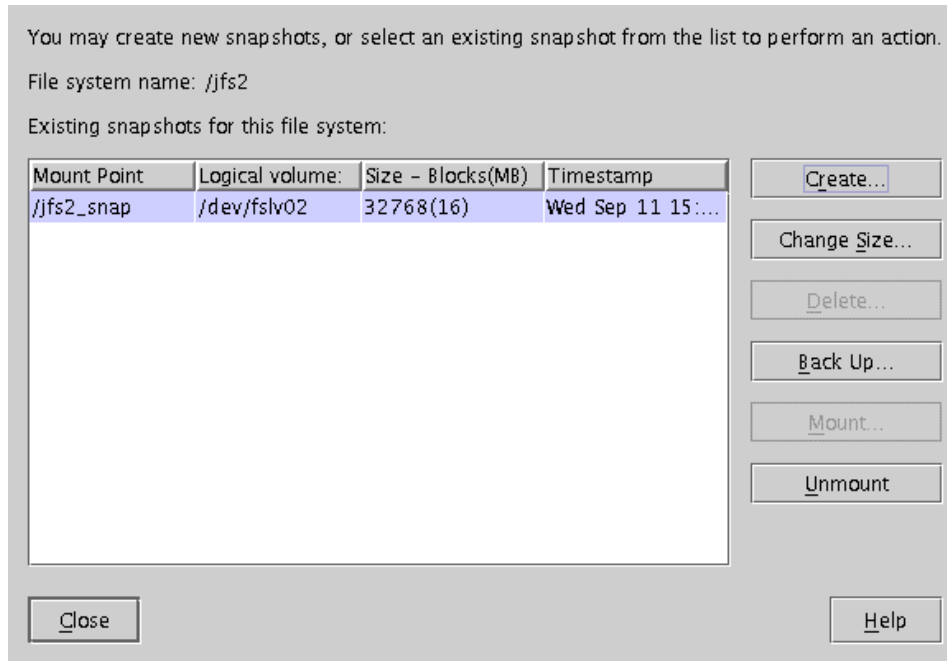 You may create new snapshots, or select an existing snapshot from the list to perform an action.
File system name: /jfs2
Existing snapshots for this file system:
Mount Point Logical volume: Size - Blocks(MB) Timestamp
/jfs2_snap /dev/fslv02 32768(16) Wed Sep 11 15:...
Create...
Change Size...
Delete...
Back Up...
Mount...
Unmount
Close Help